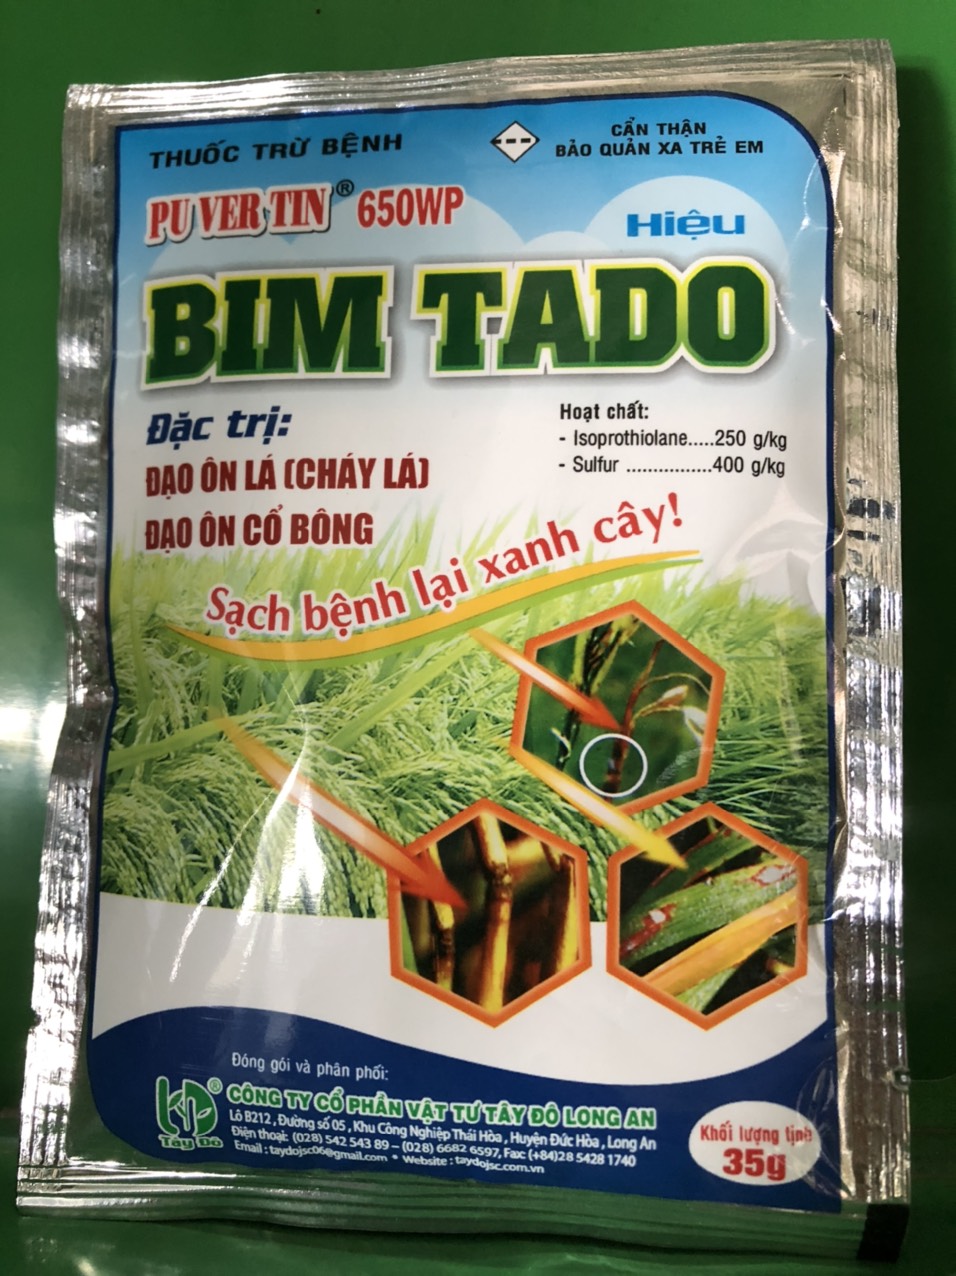 THUỐC TRỪ BỆNH
CẨN THẬN
BẢO QUẢN XA TRẺ EM
PUVERTIN® 650WP
Hiệu
BIM TADO
Đặc trị:
ĐẠO ÔN LÁ (CHÁY LÁ)
ĐẠO ÔN CỔ BÔNG
Hoạt chất:
- Isoprothiolane.....250 g/kg
- Sulfur ................400 g/kg
Sạch bệnh lại xanh cây!
Đóng gói và phân phối:
®
Tây Đô
CÔNG TY CỔ PHẦN VẬT TƯ TÂY ĐÔ LONG AN
Lô B212, Đường số 05, Khu Công Nghiệp Thái Hòa, Huyện Đức Hòa, Long An
Điện thoại: (028) 542 543 89 – (028) 6682 6597, Fax: (+84)28 5428 1740
Email : taydojsc06@gmail.com * Website : taydojsc.com.vn
Khối lượng tịnh
35g